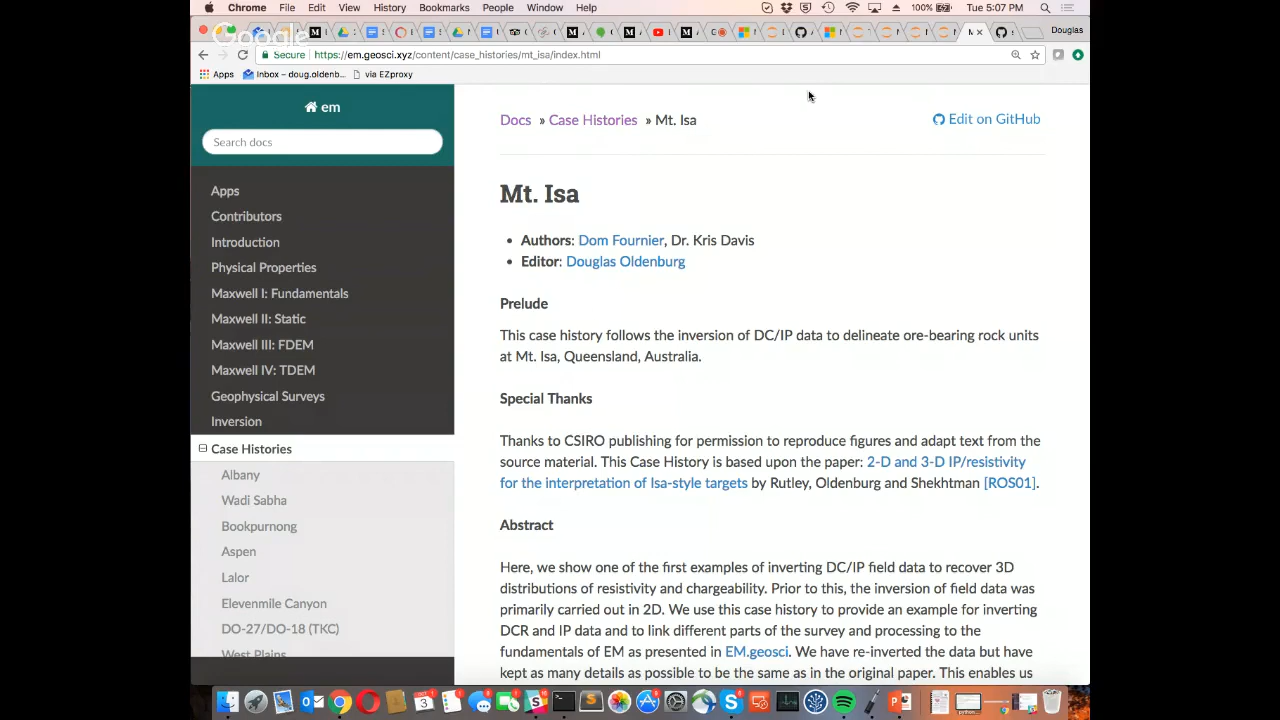 Chrome File Edit View History Bookmarks People Window Help
100% Tue 5:07 PM
Google
Douglas
Secure https://em.geosci.xyz/content/case_histories/mt_isa/index.html
Apps Inbox – doug.oldenb... via EZproxy
em
Search docs
Apps
Contributors
Introduction
Physical Properties
Maxwell I: Fundamentals
Maxwell II: Static
Maxwell III: FDEM
Maxwell IV: TDEM
Geophysical Surveys
Inversion
Case Histories
Albany
Wadi Sabha
Bookpurnong
Aspen
Lalor
Elevenmile Canyon
DO-27/DO-18 (TKC)
West Plains
Docs » Case Histories » Mt. Isa
Edit on GitHub
Mt. Isa
• Authors: Dom Fournier, Dr. Kris Davis
• Editor: Douglas Oldenburg
Prelude
This case history follows the inversion of DC/IP data to delineate ore-bearing rock units
at Mt. Isa, Queensland, Australia.
Special Thanks
Thanks to CSIRO publishing for permission to reproduce figures and adapt text from the
source material. This Case History is based upon the paper: 2-D and 3-D IP/resistivity
for the interpretation of Isa-style targets by Rutley, Oldenburg and Shekhtman [ROS01].
Abstract
Here, we show one of the first examples of inverting DC/IP field data to recover 3D
distributions of resistivity and chargeability. Prior to this, the inversion of field data was
primarily carried out in 2D. We use this case history to provide an example for inverting
DCR and IP data and to link different parts of the survey and processing to the
fundamentals of EM as presented in EM.geosci. We have re-inverted the data but have
kept as many details as possible to be the same as in the original paper. This enables us